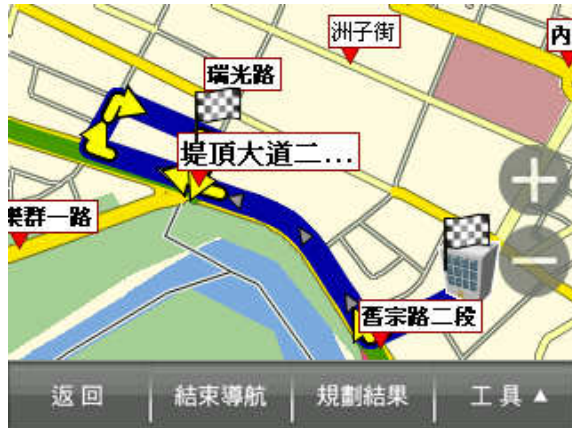 洲子街
內
瑞光路
堤頂大道二...
樂群一路
舊宗路二段
返回
結束導航
規劃結果
工具▲